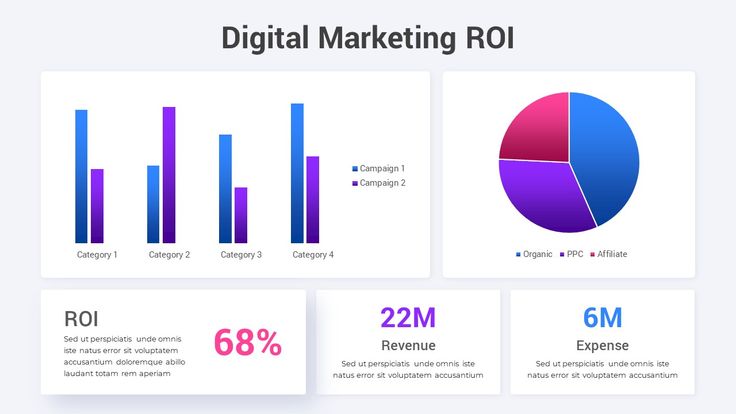 Digital Marketing ROI
Campaign 1
Campaign 2
Category 1
Category 2
Category 3
Category 4
Organic
PPC
Affiliate
ROI
Sed ut perspiciatis unde omnis
iste natus error sit voluptatem
accusantium doloremque abillo
laudant totam rem aperiam
68%
22M
Revenue
Sed ut perspiciatis unde omnis iste
natus error sit voluptatem accusantium
6M
Expense
Sed ut perspiciatis unde omnis iste
natus error sit voluptatem accusantium